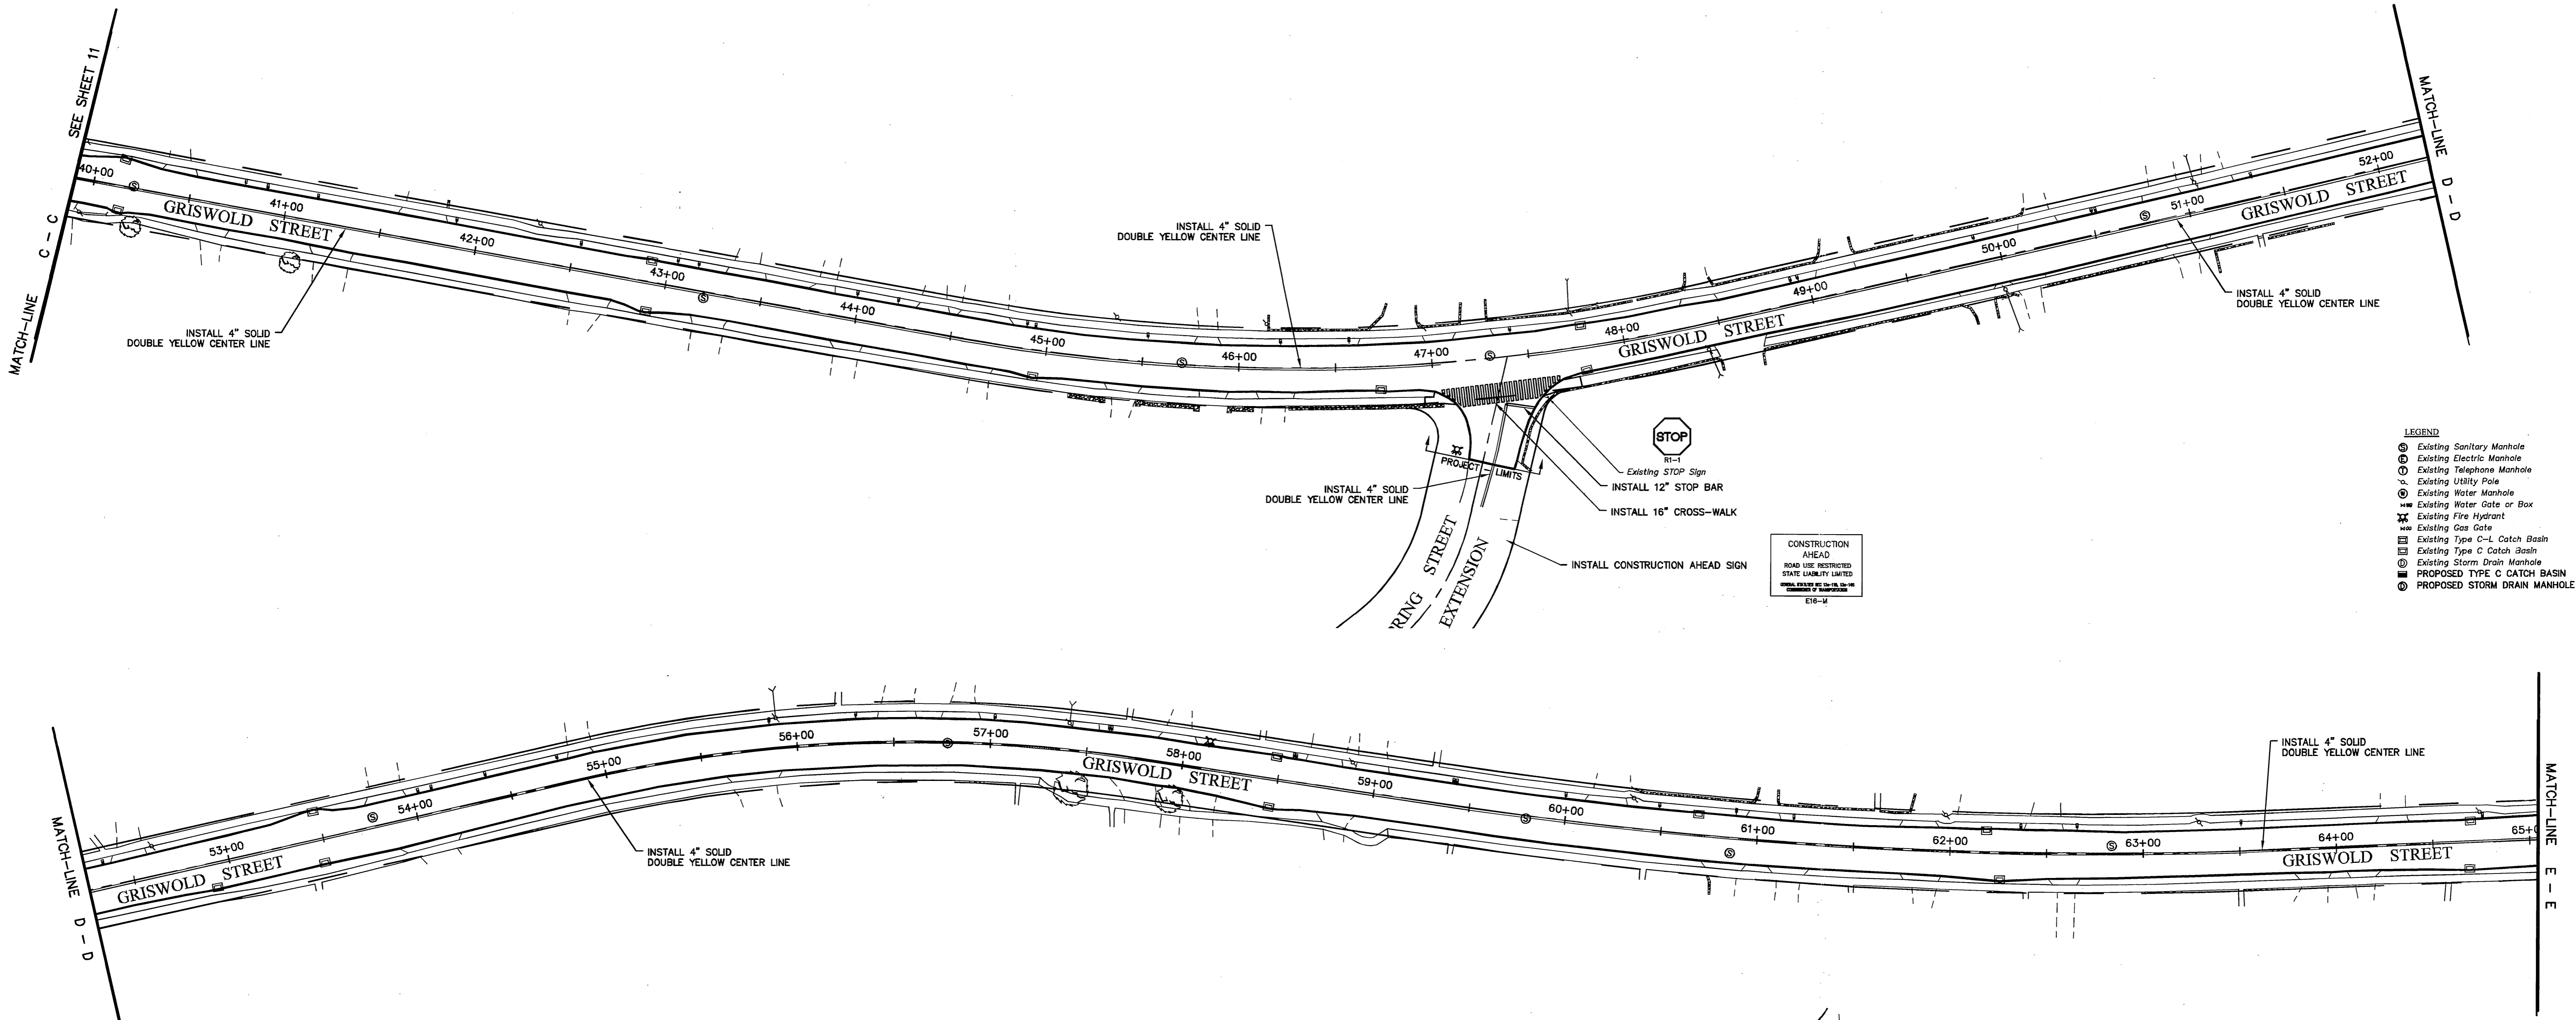 SEE SHEET 11
MATCH-LINE C - C
40+00
GRISWOLD STREET
41+00
42+00
43+00
44+00
45+00
46+00
47+00
48+00
GRISWOLD STREET
49+00
50+00
51+00
GRISWOLD STREET
52+00
MATCH-LINE D - D
INSTALL 4" SOLID
DOUBLE YELLOW CENTER LINE
INSTALL 4" SOLID
DOUBLE YELLOW CENTER LINE
INSTALL 4" SOLID
DOUBLE YELLOW CENTER LINE
PROJECT LIMITS
INSTALL 4" SOLID
DOUBLE YELLOW CENTER LINE
STOP
R1-1
Existing STOP Sign
INSTALL 12" STOP BAR
INSTALL 16" CROSS-WALK
INSTALL CONSTRUCTION AHEAD SIGN
RING STREET
EXTENSION
CONSTRUCTION
AHEAD
ROAD USE RESTRICTED
STATE LIABILITY LIMITED
COMMISSIONER OF TRANSPORTATION
E16-M
LEGEND
S Existing Sanitary Manhole
E Existing Electric Manhole
T Existing Telephone Manhole
Existing Utility Pole
W Existing Water Manhole
Existing Water Gate or Box
Existing Fire Hydrant
Existing Gas Gate
Existing Type C-L Catch Basin
Existing Type C Catch Basin
D Existing Storm Drain Manhole
PROPOSED TYPE C CATCH BASIN
D PROPOSED STORM DRAIN MANHOLE
MATCH-LINE D - D
GRISWOLD STREET
53+00
54+00
55+00
56+00
57+00
58+00
GRISWOLD STREET
59+00
60+00
61+00
62+00
63+00
64+00
GRISWOLD STREET
65+0
MATCH-LINE E - E
INSTALL 4" SOLID
DOUBLE YELLOW CENTER LINE
INSTALL 4" SOLID
DOUBLE YELLOW CENTER LINE